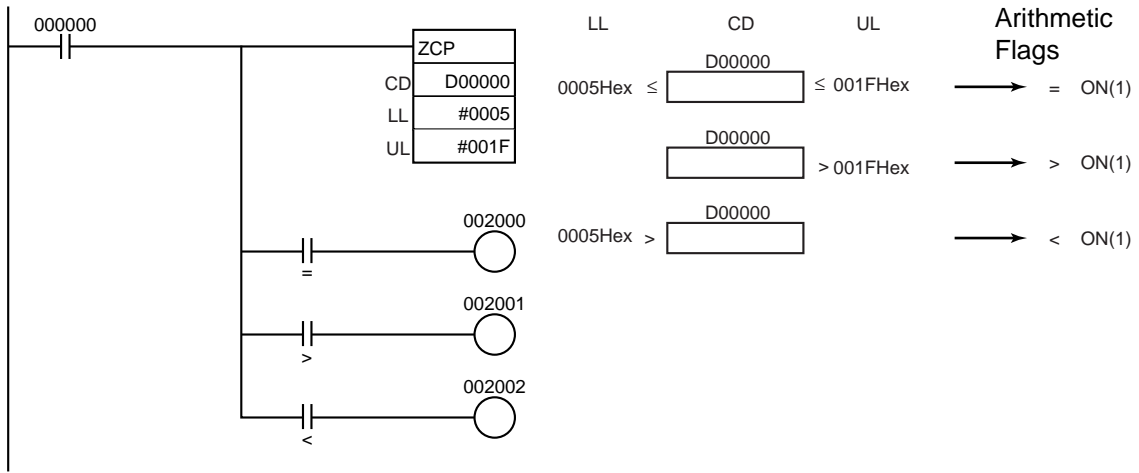 000000
ZCP
CD D00000
LL #0005
UL #001F
002000
=
002001
>
002002
<
LL CD UL Arithmetic
Flags
D00000
0005Hex ≤ ≤ 001FHex = ON(1)
D00000
> 001FHex > ON(1)
D00000
0005Hex > < ON(1)